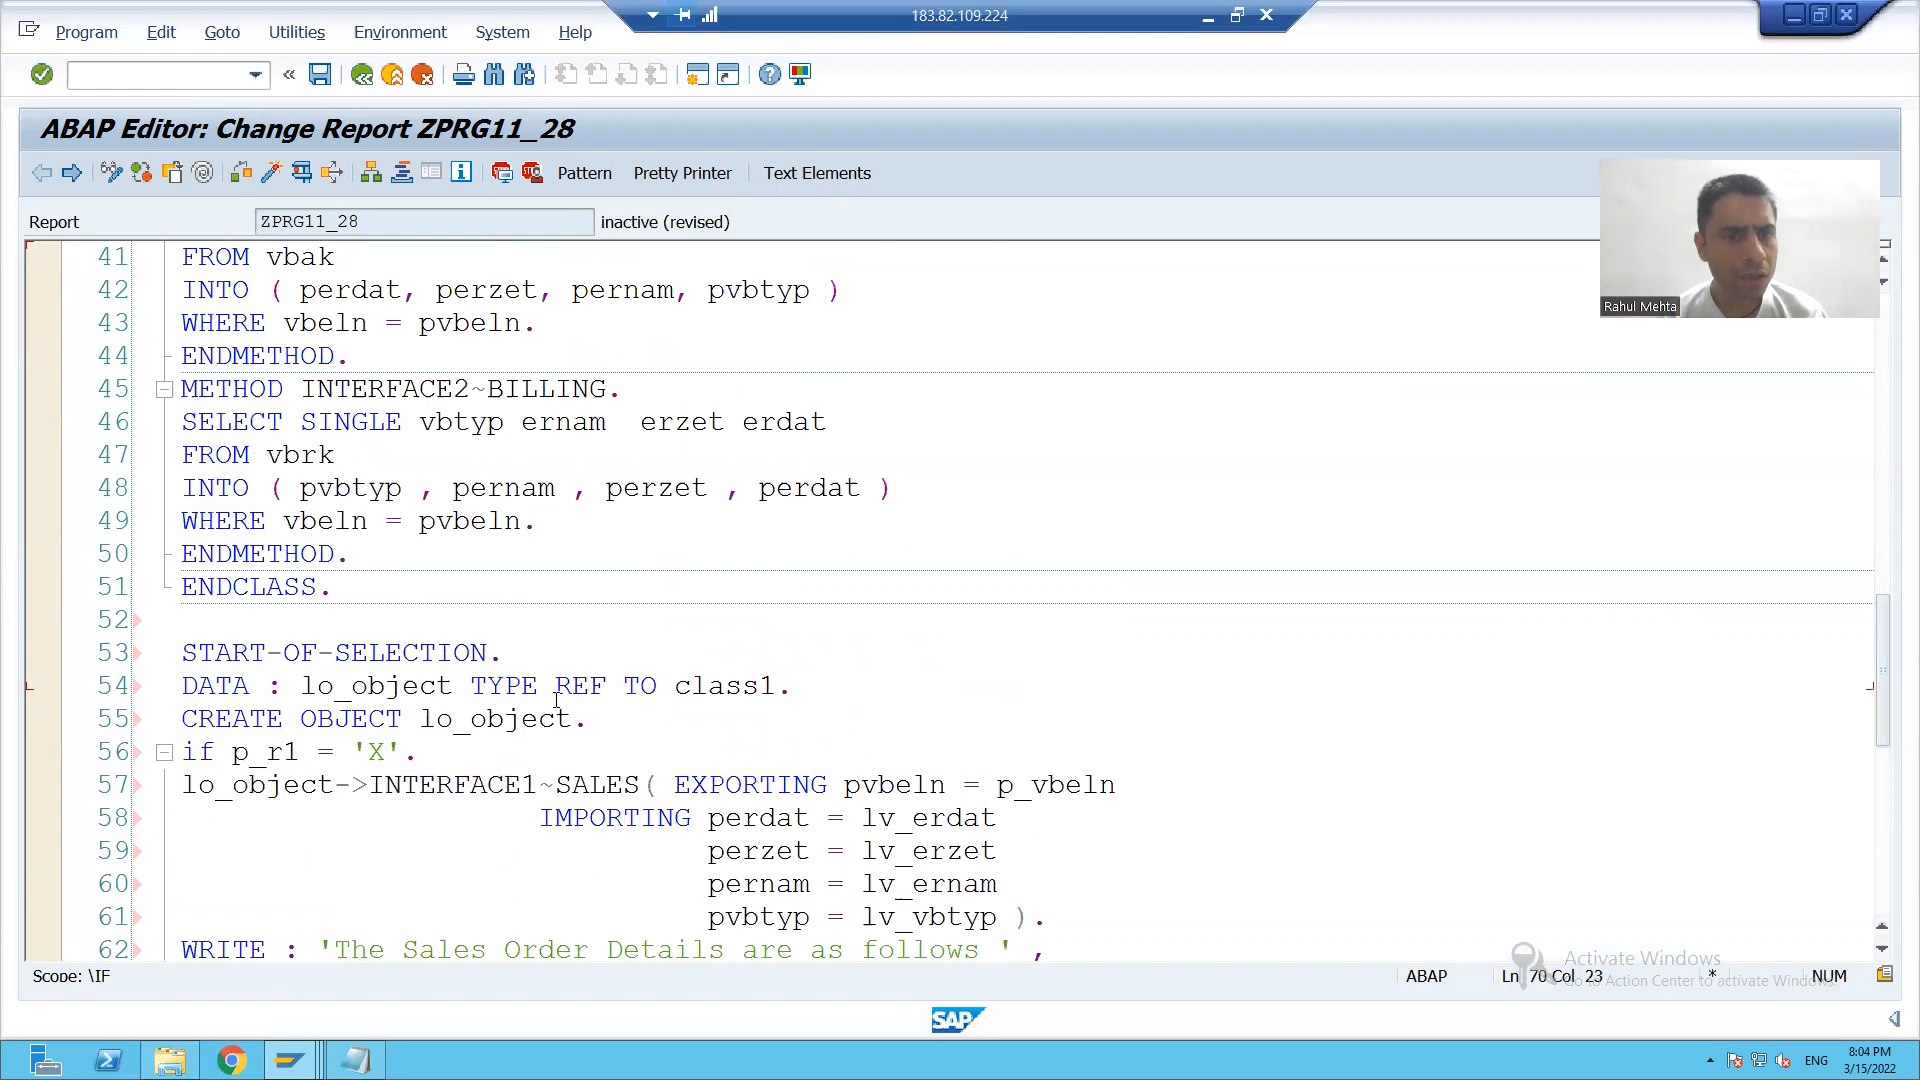 183.82.109.224
Program Edit Goto Utilities Environment System Help
ABAP Editor: Change Report ZPRG11_28
Pattern Pretty Printer Text Elements
Report ZPRG11_28 inactive (revised)
Rahul Mehta
41 FROM vbak
42 INTO ( perdat, perzet, pernam, pvbtyp )
43 WHERE vbeln = pvbeln.
44 ENDMETHOD.
45 METHOD INTERFACE2~BILLING.
46 SELECT SINGLE vbtyp ernam erzet erdat
47 FROM vbrk
48 INTO ( pvbtyp , pernam , perzet , perdat )
49 WHERE vbeln = pvbeln.
50 ENDMETHOD.
51 ENDCLASS.
52
53 START-OF-SELECTION.
54 DATA : lo_object TYPE REF TO class1.
55 CREATE OBJECT lo_object.
56 if p_r1 = 'X'.
57 lo_object->INTERFACE1~SALES( EXPORTING pvbeln = p_vbeln
58 IMPORTING perdat = lv_erdat
59 perzet = lv_erzet
60 pernam = lv_ernam
61 pvbtyp = lv_vbtyp ).
62 WRITE : 'The Sales Order Details are as follows ' ,
Activate Windows
Go to Action Center to activate Windows.
Scope: \IF ABAP Ln 70 Col 23 * NUM
SAP
ENG
8:04 PM
3/15/2022